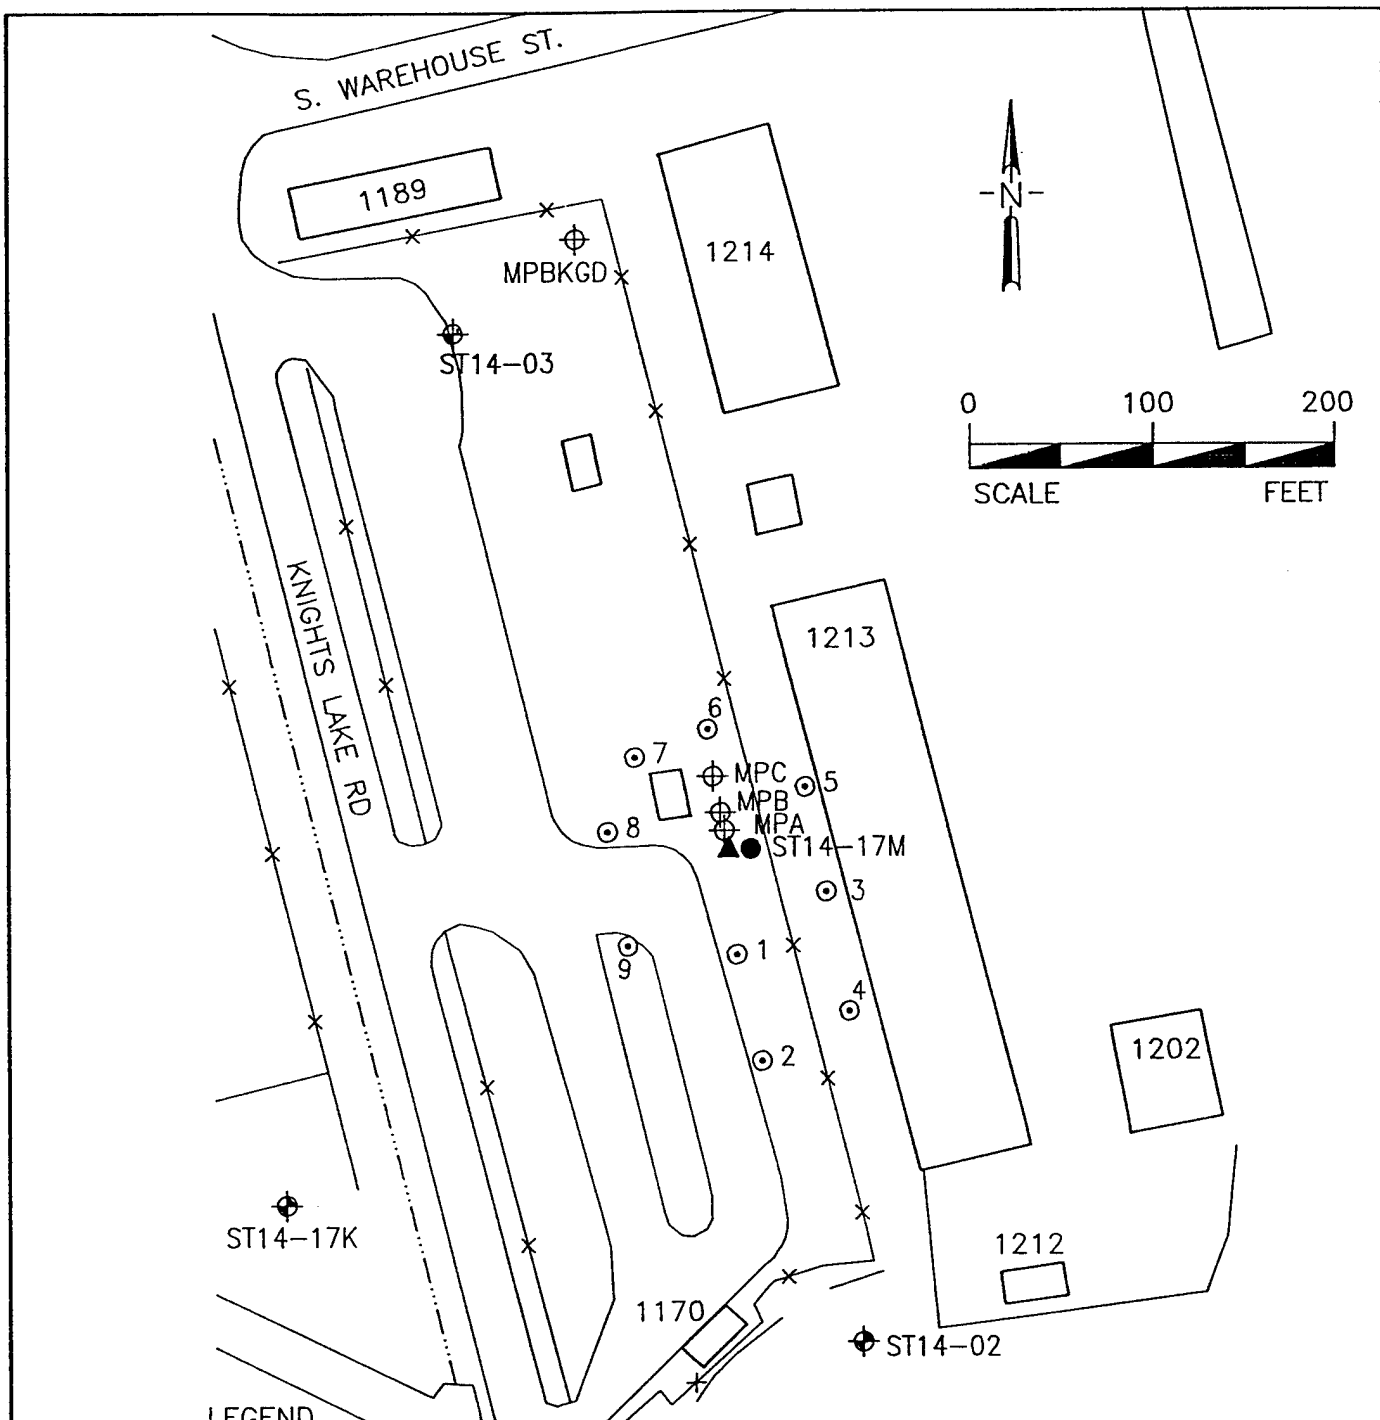 S. WAREHOUSE ST.
1189
MPBKGD
1214
N
ST14-03
0 100 200
SCALE FEET
KNIGHTS LAKE RD
1213
6
7
MPC
5
MPB
MPA
8
ST14-17M
3
1
9
4
2
1202
ST14-17K
1212
1170
ST14-02
LEGEND